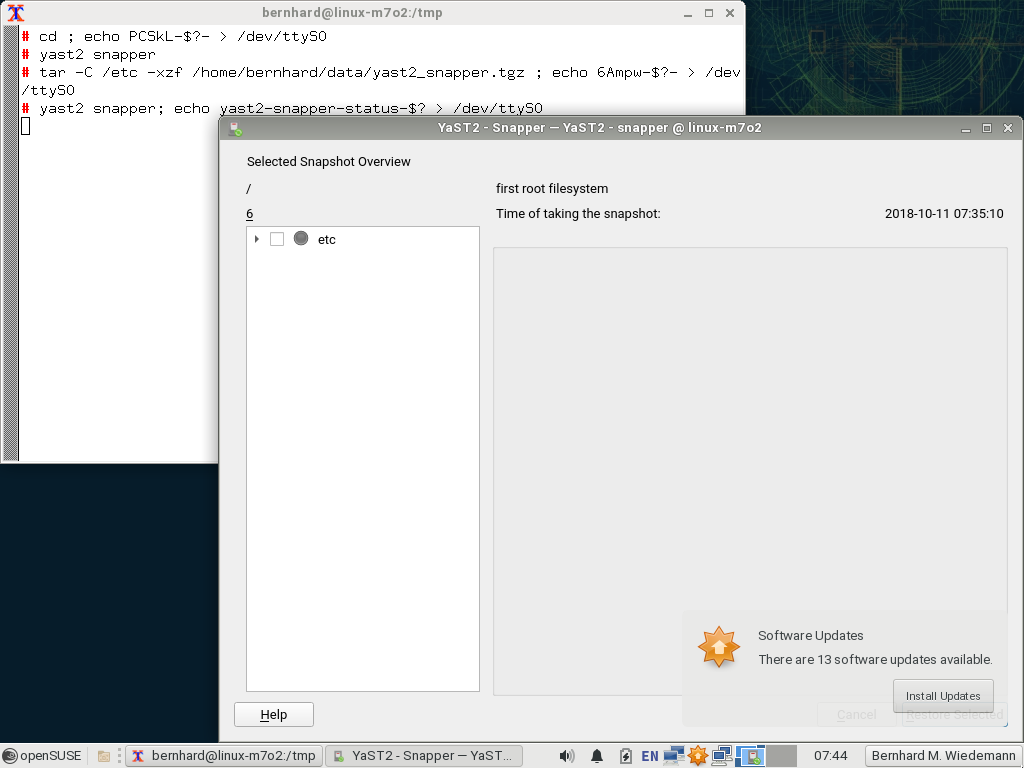 bernhard@linux-m7o2:/tmp
# cd ; echo PCSkL-$?- > /dev/ttyS0
# yast2 snapper
# tar -C /etc -xzf /home/bernhard/data/yast2_snapper.tgz ; echo 6Ampw-$?- > /dev
/ttyS0
# yast2 snapper; echo yast2-snapper-status-$? > /dev/ttyS0
YaST2 - Snapper — YaST2 - snapper @ linux-m7o2
Selected Snapshot Overview
/ first root filesystem
6 Time of taking the snapshot: 2018-10-11 07:35:10
etc
Software Updates
There are 13 software updates available.
Install Updates
Help Cancel Restore Selected
openSUSE bernhard@linux-m7o2:/tmp YaST2 - Snapper — YaST... EN 07:44 Bernhard M. Wiedemann